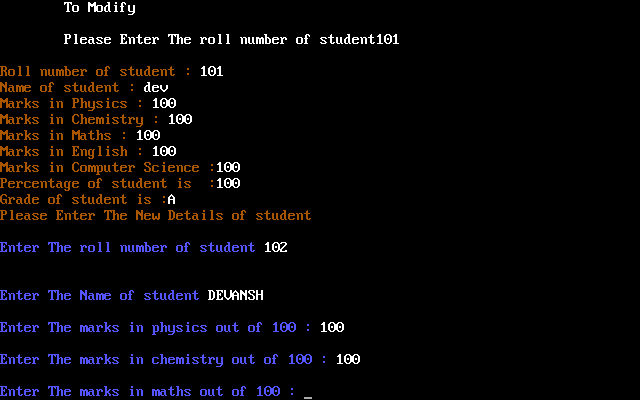 To Modify
Please Enter The roll number of student101
Roll number of student : 101
Name of student : dev
Marks in Physics : 100
Marks in Chemistry : 100
Marks in Maths : 100
Marks in English : 100
Marks in Computer Science :100
Percentage of student is  :100
Grade of student is :A
Please Enter The New Details of student
Enter The roll number of student 102
Enter The Name of student DEVANSH
Enter The marks in physics out of 100 : 100
Enter The marks in chemistry out of 100 : 100
Enter The marks in maths out of 100 : _